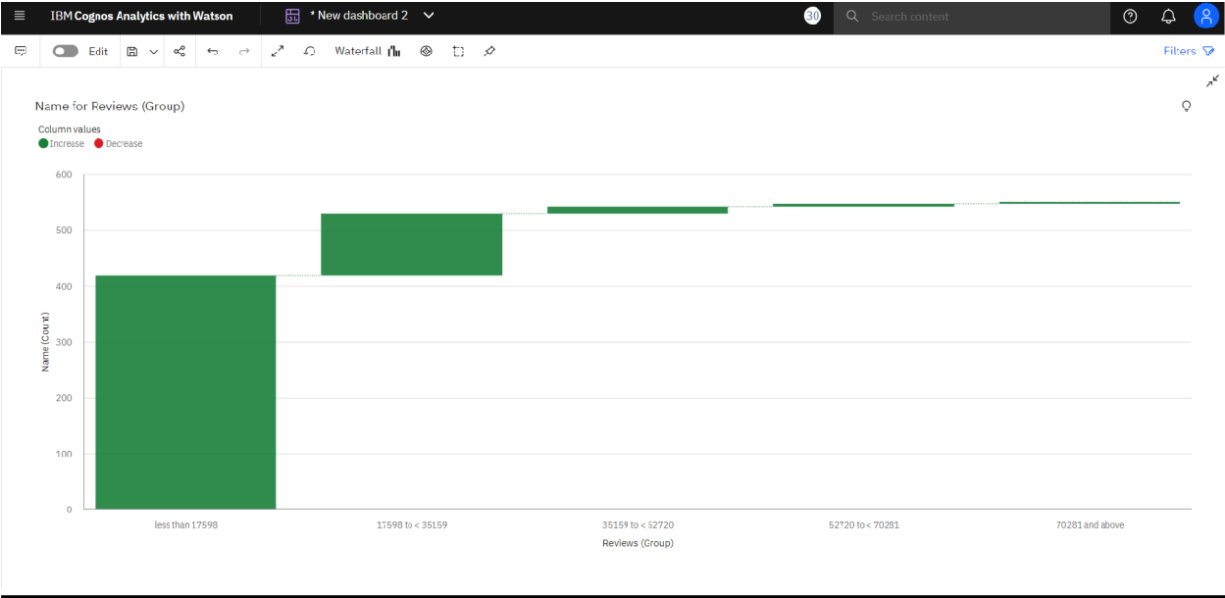 IBM Cognos Analytics with Watson
* New dashboard 2
30
Search content
Edit
Waterfall
Filters
Name for Reviews (Group)
Column values
Increase Decrease
600
500
400
300
200
100
0
Name (Count)
less than 17598
17598 to < 35159
35159 to < 52720
52720 to < 70281
70281 and above
Reviews (Group)